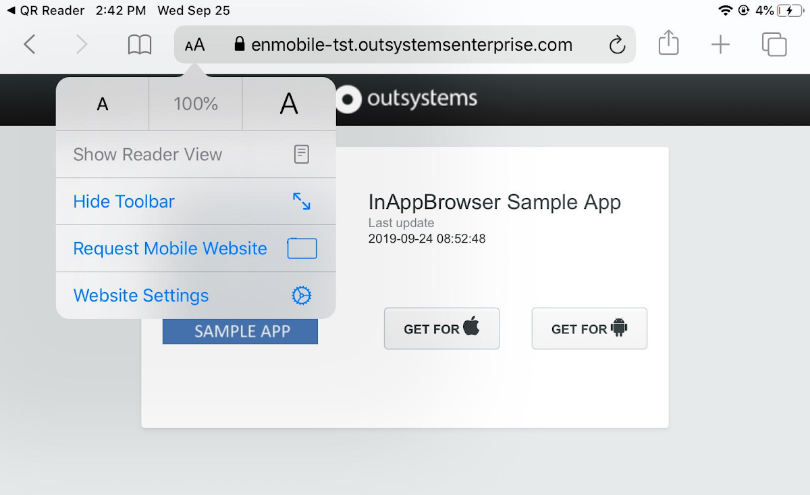 ◀ QR Reader 2:42 PM Wed Sep 25 4%
AA enmobile-tst.outsystemsenterprise.com
A 100% A
outsystems
Show Reader View
Hide Toolbar
Request Mobile Website
Website Settings
InAppBrowser Sample App
Last update
2019-09-24 08:52:48
SAMPLE APP
GET FOR
GET FOR